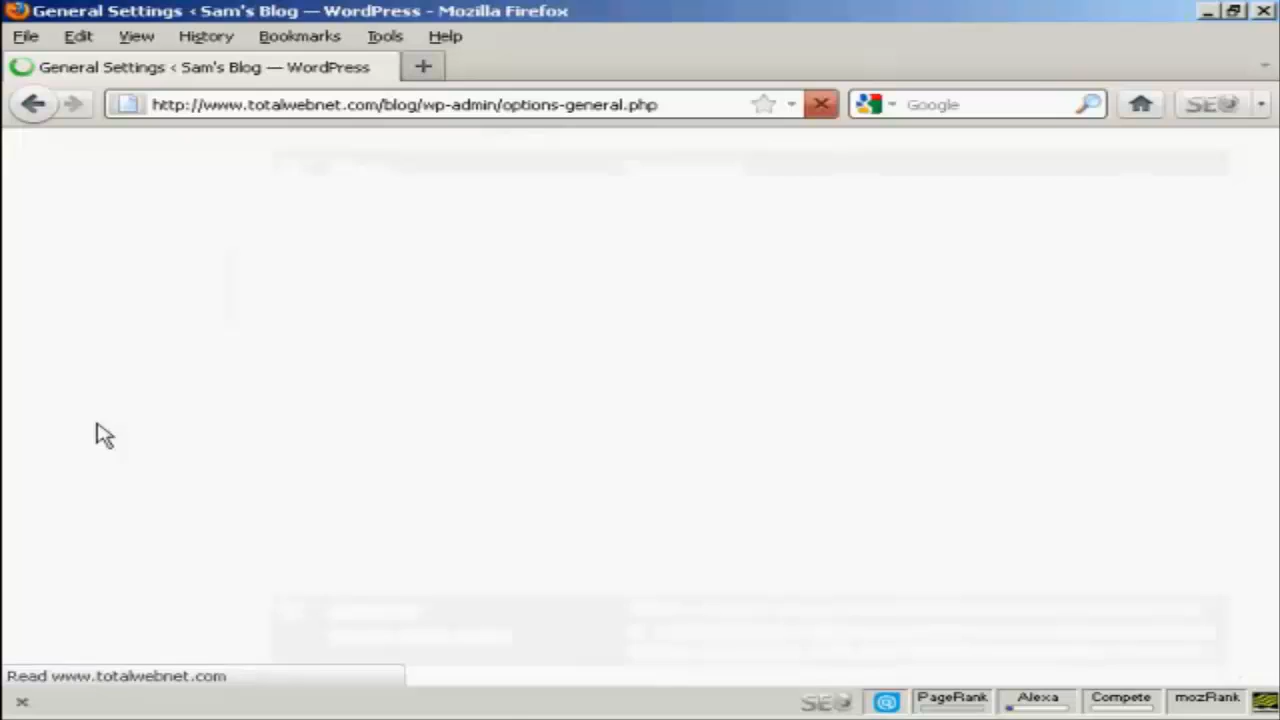 General Settings ‹ Sam's Blog — WordPress - Mozilla Firefox
File Edit View History Bookmarks Tools Help
General Settings ‹ Sam's Blog — WordPress
http://www.totalwebnet.com/blog/wp-admin/options-general.php Google
Read www.totalwebnet.com
PageRank Alexa Compete mozRank